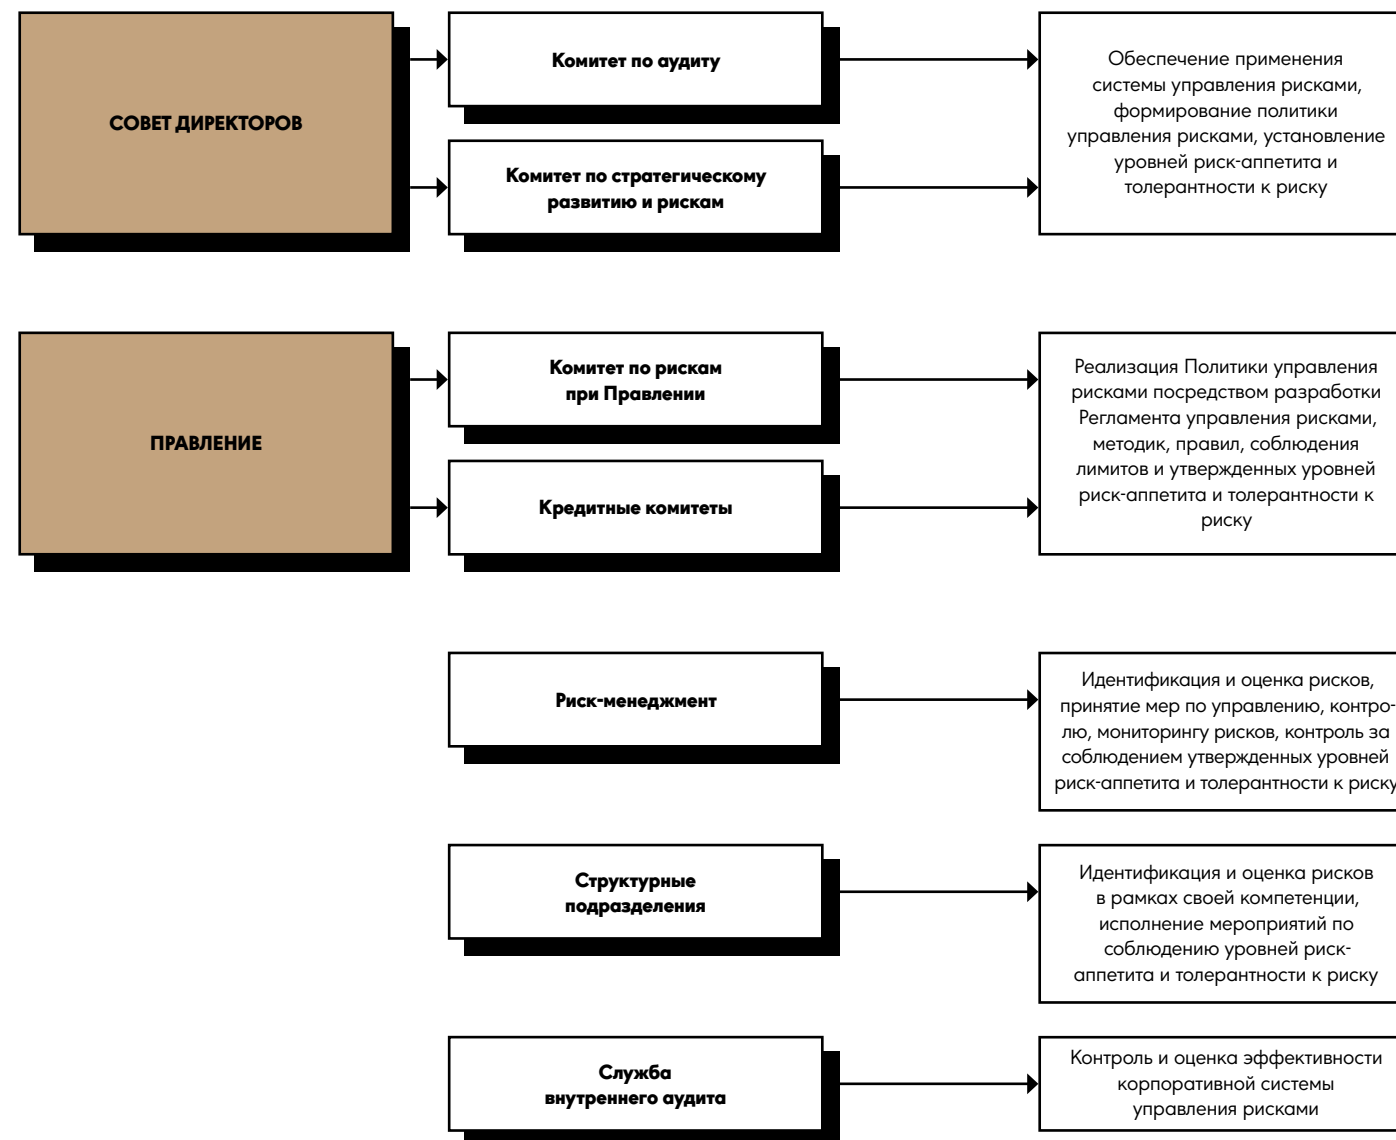 СОВЕТ ДИРЕКТОРОВ
Комитет по аудиту
Комитет по стратегическому
развитию и рискам
Обеспечение применения
системы управления рисками,
формирование политики
управления рисками, установление
уровней риск-аппетита и
толерантности к риску
ПРАВЛЕНИЕ
Комитет по рискам
при Правлении
Кредитные комитеты
Реализация Политики управления
рисками посредством разработки
Регламента управления рисками,
методик, правил, соблюдения
лимитов и утвержденных уровней
риск-аппетита и толерантности к
риску
Риск-менеджмент
Идентификация и оценка рисков,
принятие мер по управлению, контро-
лю, мониторингу рисков, контроль за
соблюдением утвержденных уровней
риск-аппетита и толерантности к риску
Структурные
подразделения
Идентификация и оценка рисков
в рамках своей компетенции,
исполнение мероприятий по
соблюдению уровней риск-
аппетита и толерантности к риску
Служба
внутреннего аудита
Контроль и оценка эффективности
корпоративной системы
управления рисками